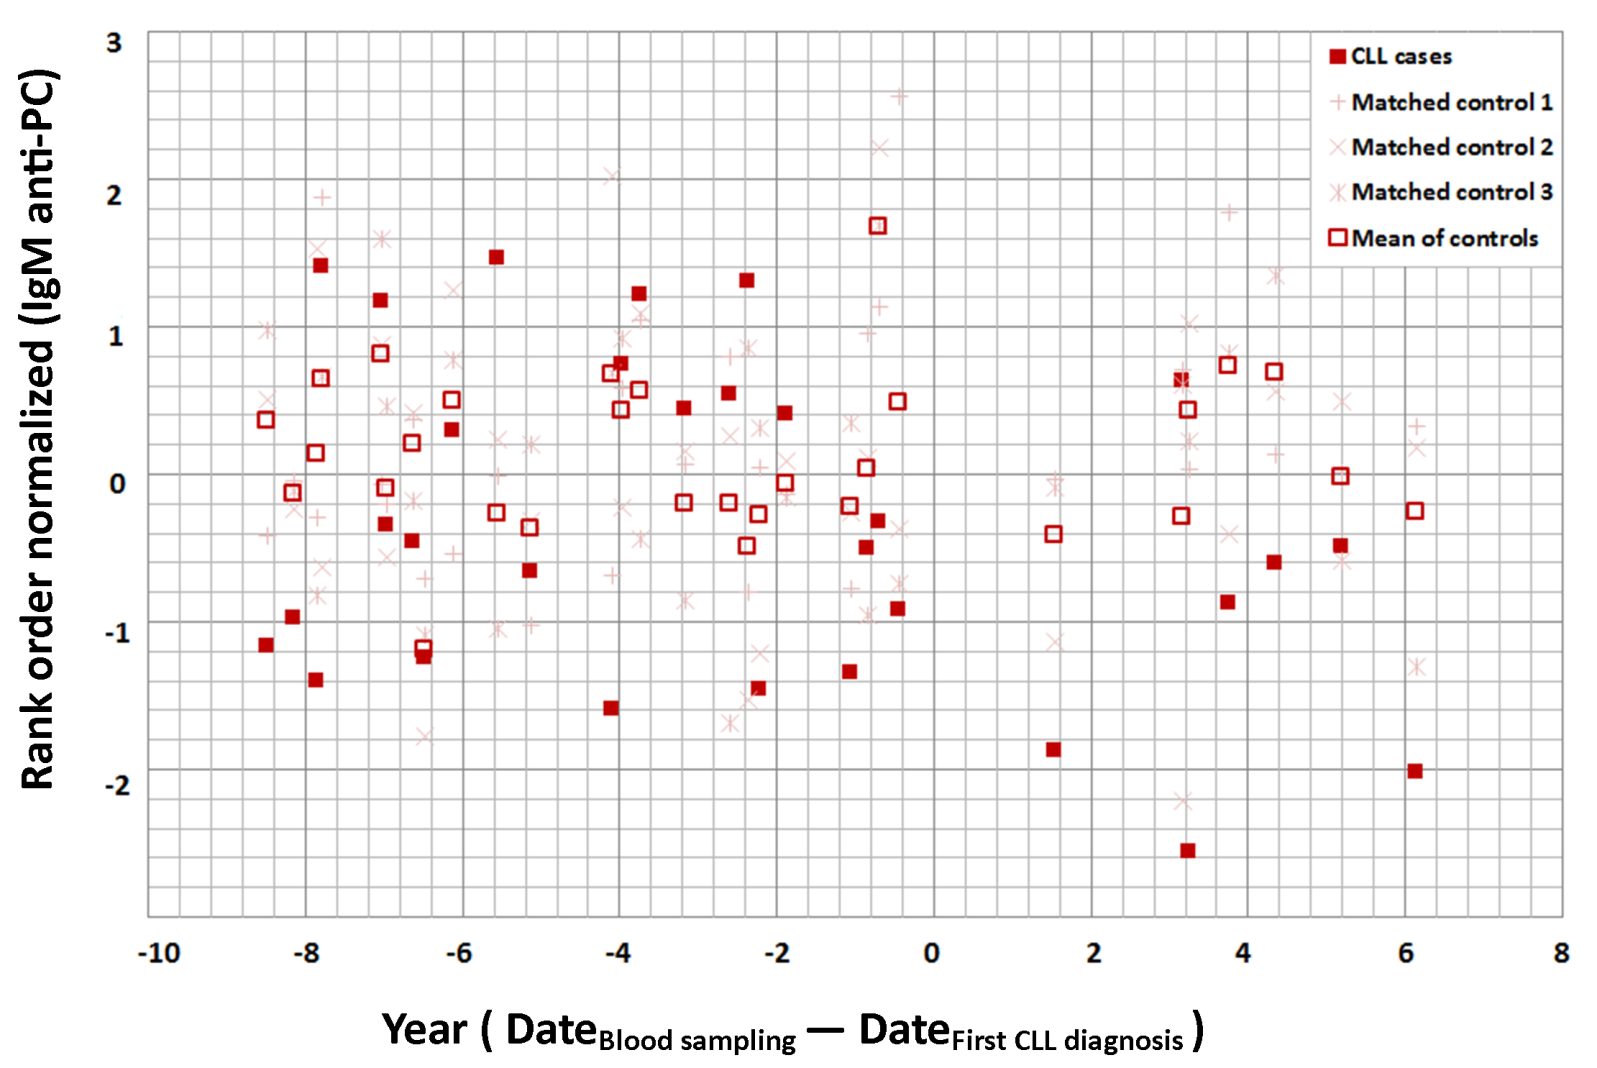 Rank order normalized (IgM anti-PC)
3
2
1
0
-1
-2
CLL cases
Matched control 1
Matched control 2
Matched control 3
Mean of controls
-10 -8 -6 -4 -2 0 2 4 6 8
Year ( DateBlood sampling — DateFirst CLL diagnosis )